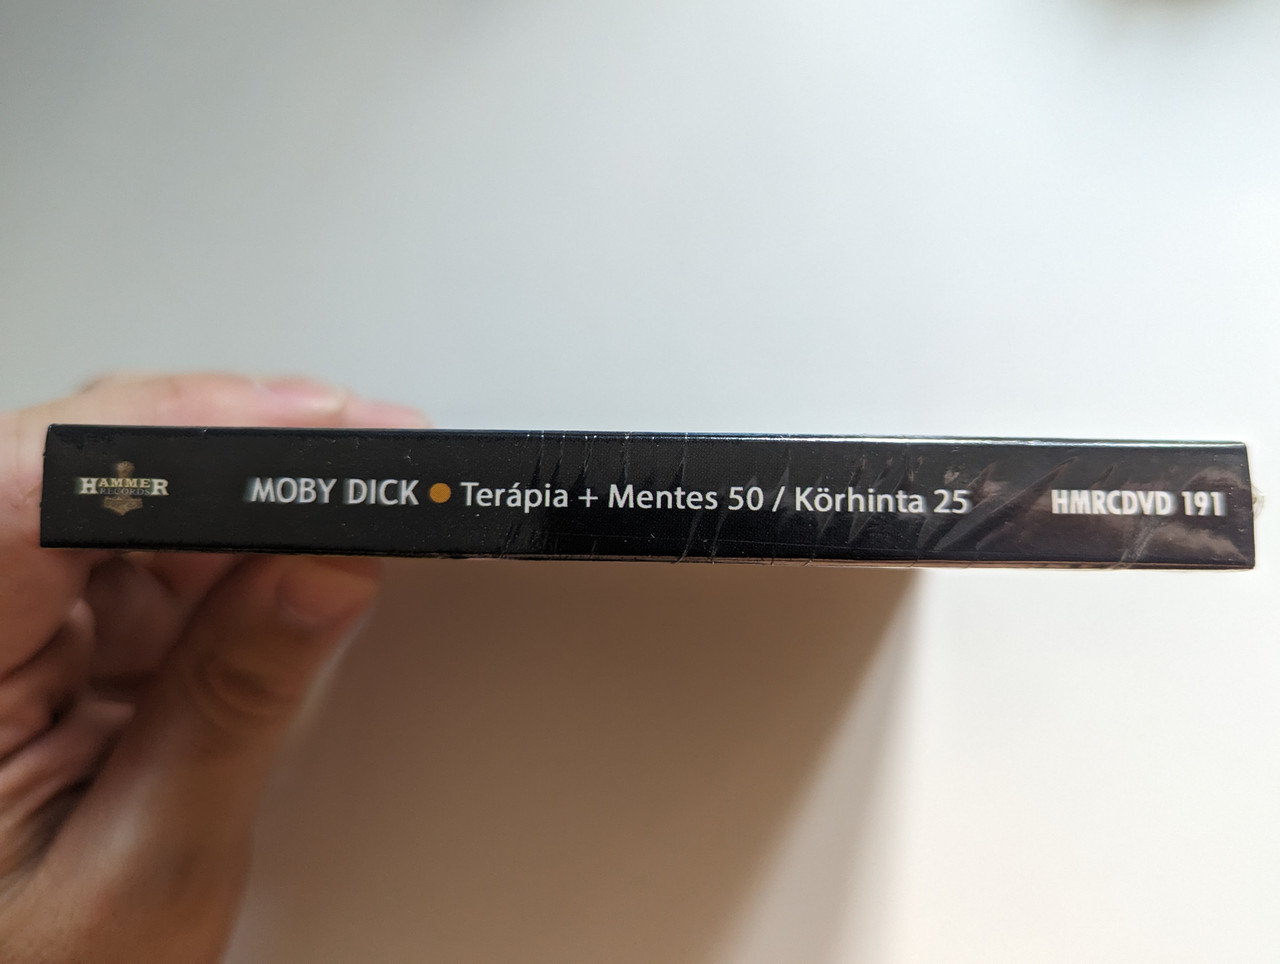 HAMMER
RECORDS
MOBY DICK ● Terápia + Mentes 50 / Körhinta 25
HMRCDVD 191